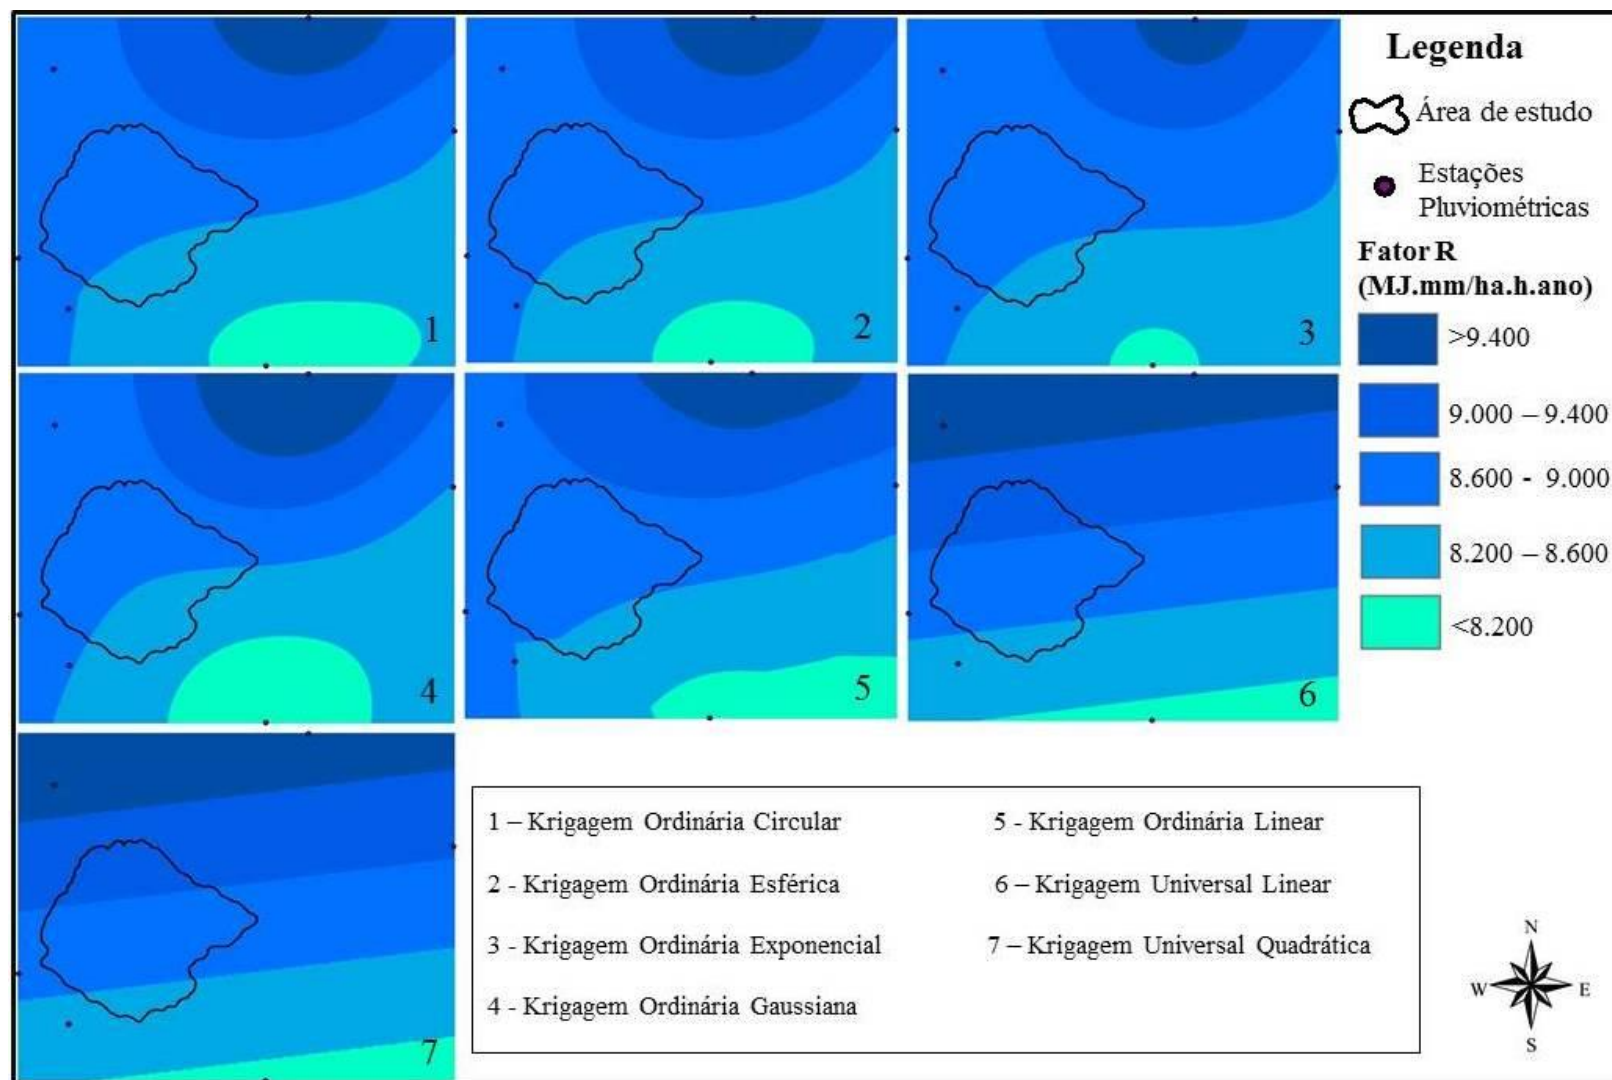 1
2
3
4
5
6
7
Legenda
Área de estudo
Estações
Pluviométricas
Fator R
(MJ.mm/ha.h.ano)
>9.400
9.000 – 9.400
8.600 - 9.000
8.200 – 8.600
<8.200
1 – Krigagem Ordinária Circular
2 - Krigagem Ordinária Esférica
3 - Krigagem Ordinária Exponencial
4 - Krigagem Ordinária Gaussiana
5 - Krigagem Ordinária Linear
6 – Krigagem Universal Linear
7 – Krigagem Universal Quadrática
N
W
E
S